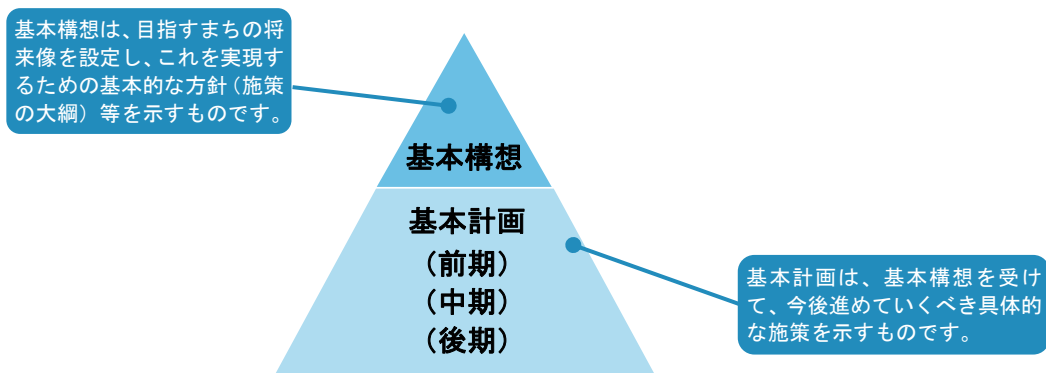 基本構想は、目指すまちの将
来像を設定し、これを実現す
るための基本的な方針（施策
の大綱）等を示すものです。
基本構想
基本計画
（前期）
（中期）
（後期）
基本計画は、基本構想を受け
て、今後進めていくべき具体的
な施策を示すものです。